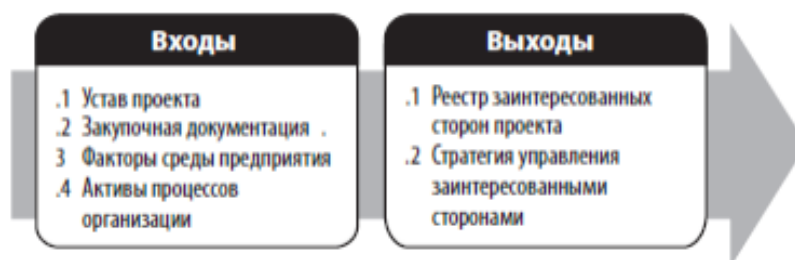 Входы
.1 Устав проекта
.2 Закупочная документация .
3 Факторы среды предприятия
.4 Активы процессов
организации
Выходы
.1 Реестр заинтересованных
сторон проекта
.2 Стратегия управления
заинтересованными
сторонами